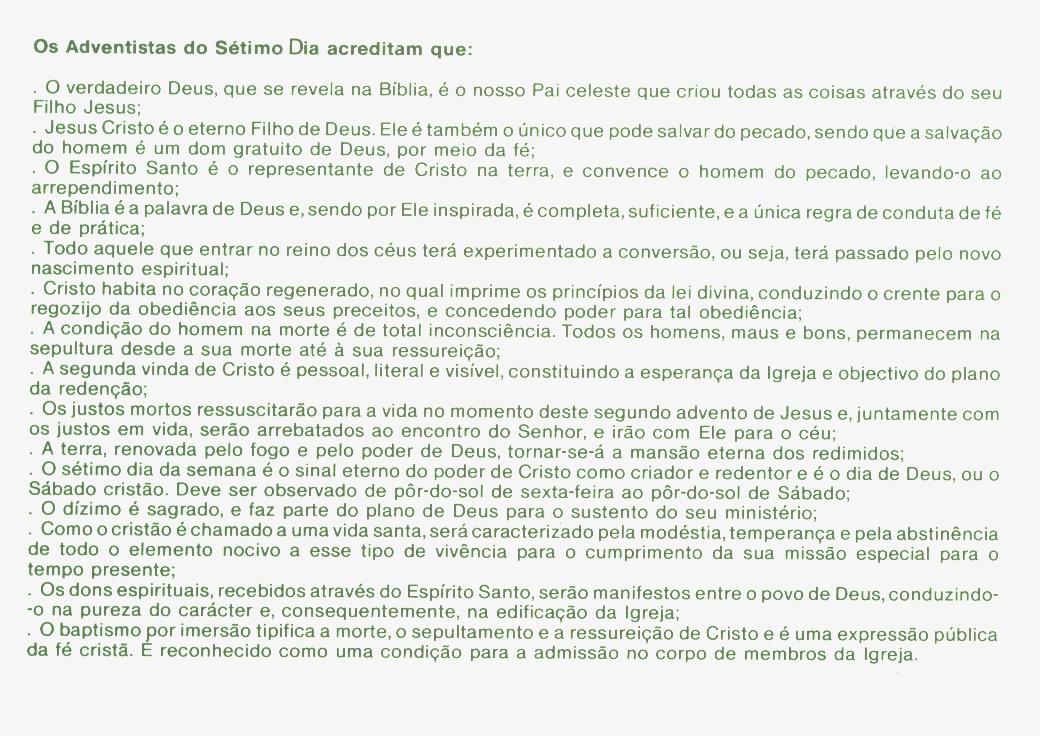 Os Adventistas do Sétimo Dia acreditam que:
. O verdadeiro Deus, que se revela na Bíblia, é o nosso Pai celeste que criou todas as coisas através do seu
Filho Jesus;
. Jesus Cristo é o eterno Filho de Deus. Ele é também o único que pode salvar do pecado, sendo que a salvação
do homem é um dom gratuito de Deus, por meio da fé;
. O Espírito Santo é o representante de Cristo na terra, e convence o homem do pecado, levando-o ao
arrependimento;
. A Bíblia é a palavra de Deus e, sendo por Ele inspirada, é completa, suficiente, e a única regra de conduta de fé
e de prática;
. Todo aquele que entrar no reino dos céus terá experimentado a conversão, ou seja, terá passado pelo novo
nascimento espiritual;
. Cristo habita no coração regenerado, no qual imprime os princípios da lei divina, conduzindo o crente para o
regozijo da obediência aos seus preceitos, e concedendo poder para tal obediência;
. A condição do homem na morte é de total inconsciência. Todos os homens, maus e bons, permanecem na
sepultura desde a sua morte até à sua ressureição;
. A segunda vinda de Cristo é pessoal, literal e visível, constituindo a esperança da Igreja e objectivo do plano
da redenção;
. Os justos mortos ressuscitarão para a vida no momento deste segundo advento de Jesus e, juntamente com
os justos em vida, serão arrebatados ao encontro do Senhor, e irão com Ele para o céu;
. A terra, renovada pelo fogo e pelo poder de Deus, tornar-se-á a mansão eterna dos redimidos;
. O sétimo dia da semana é o sinal eterno do poder de Cristo como criador e redentor e é o dia de Deus, ou o
Sábado cristão. Deve ser observado de pôr-do-sol de sexta-feira ao pôr-do-sol de Sábado;
. O dízimo é sagrado, e faz parte do plano de Deus para o sustento do seu ministério;
. Como o cristão é chamado a uma vida santa, será caracterizado pela modéstia, temperança e pela abstinência
de todo o elemento nocivo a esse tipo de vivência para o cumprimento da sua missão especial para o
tempo presente;
. Os dons espirituais, recebidos através do Espírito Santo, serão manifestos entre o povo de Deus, conduzindo-
-o na pureza do carácter e, consequentemente, na edificação da Igreja;
. O baptismo por imersão tipifica a morte, o sepultamento e a ressureição de Cristo e é uma expressão pública
da fé cristã. É reconhecido como uma condição para a admissão no corpo de membros da Igreja.